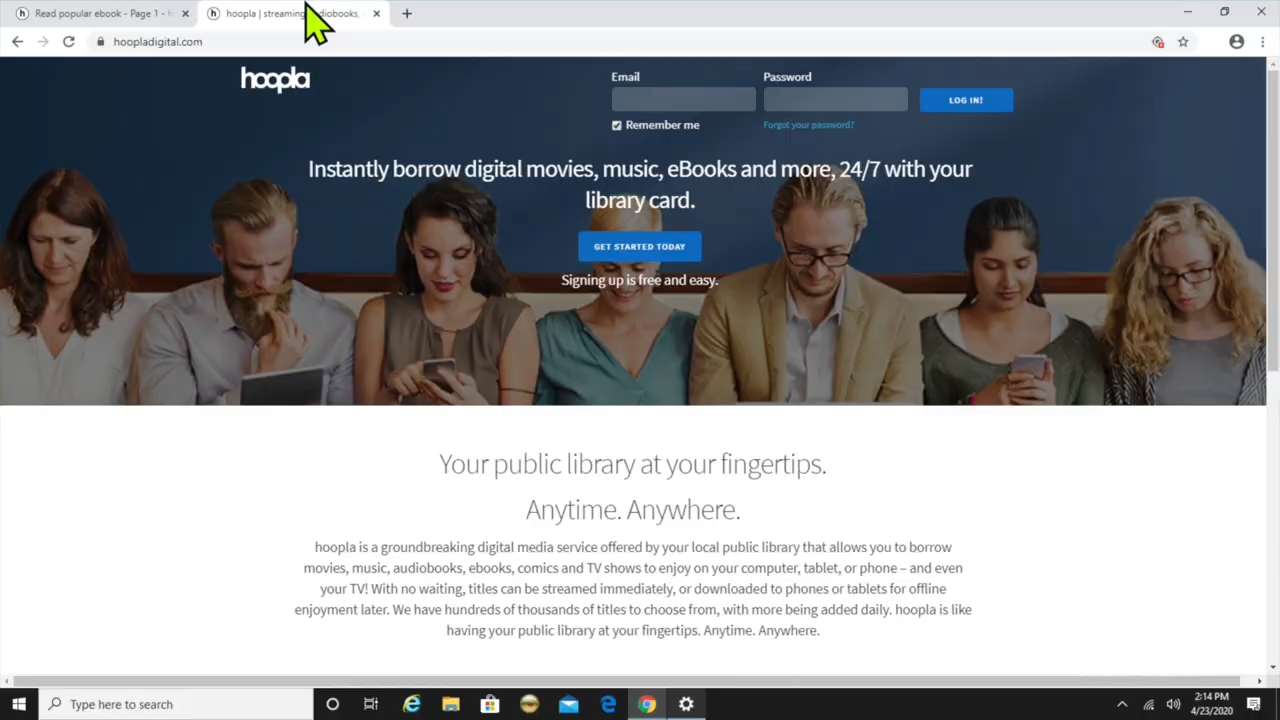 Read popular ebook - Page 1 - h
hoopla | streaming
diobooks,
hoopladigital.com
hoopla
Email
Password
LOG IN!
Remember me
Forgot your password?
Instantly borrow digital movies, music, eBooks and more, 24/7 with your
library card.
GET STARTED TODAY
Signing up is free and easy.
Your public library at your fingertips.
Anytime. Anywhere.
hoopla is a groundbreaking digital media service offered by your local public library that allows you to borrow
movies, music, audiobooks, ebooks, comics and TV shows to enjoy on your computer, tablet, or phone – and even
your TV! With no waiting, titles can be streamed immediately, or downloaded to phones or tablets for offline
enjoyment later. We have hundreds of thousands of titles to choose from, with more being added daily. hoopla is like
having your public library at your fingertips. Anytime. Anywhere.
Type here to search
2:14 PM
4/23/2020